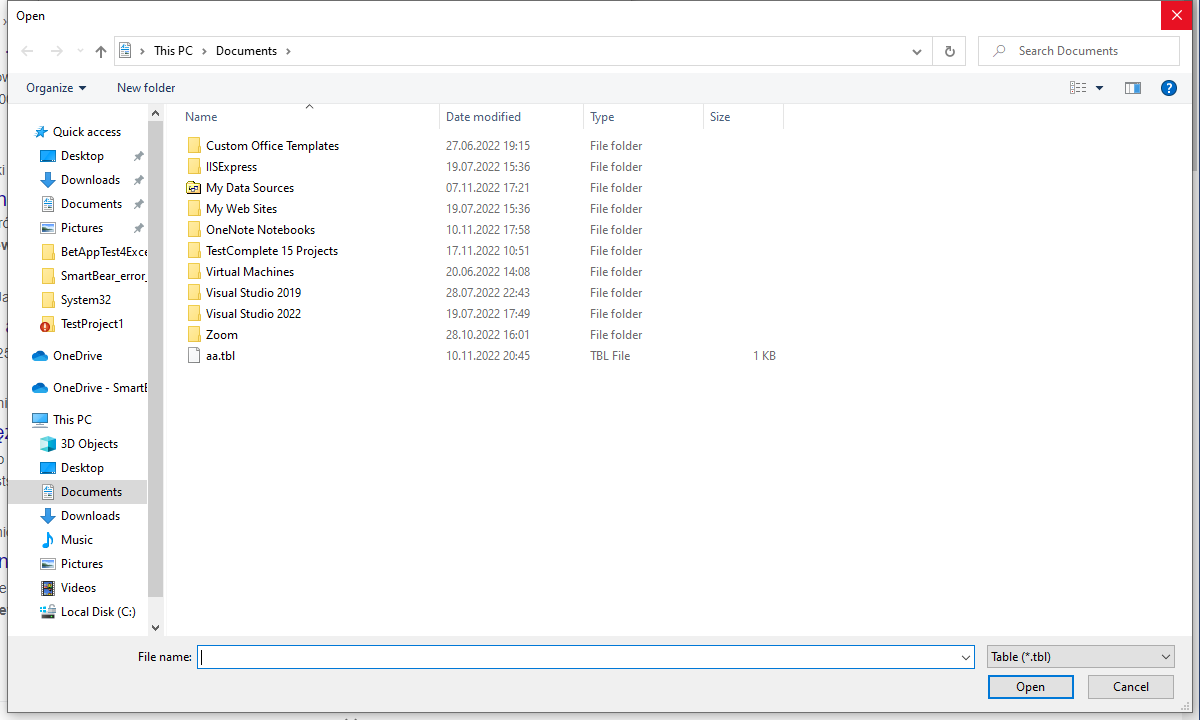 Open
This PC Documents
Search Documents
Organize New folder
Name Date modified Type Size
Quick access
Desktop
Downloads
Documents
Pictures
BetAppTest4Exce
SmartBear_error_
System32
TestProject1
OneDrive
OneDrive - SmartB
This PC
3D Objects
Desktop
Documents
Downloads
Music
Pictures
Videos
Local Disk (C:)
Custom Office Templates 27.06.2022 19:15 File folder
IISExpress 19.07.2022 15:36 File folder
My Data Sources 07.11.2022 17:21 File folder
My Web Sites 19.07.2022 15:36 File folder
OneNote Notebooks 10.11.2022 17:58 File folder
TestComplete 15 Projects 17.11.2022 10:51 File folder
Virtual Machines 20.06.2022 14:08 File folder
Visual Studio 2019 28.07.2022 22:43 File folder
Visual Studio 2022 19.07.2022 17:49 File folder
Zoom 28.10.2022 16:01 File folder
aa.tbl 10.11.2022 20:45 TBL File 1 KB
File name: Table (*.tbl)
Open Cancel